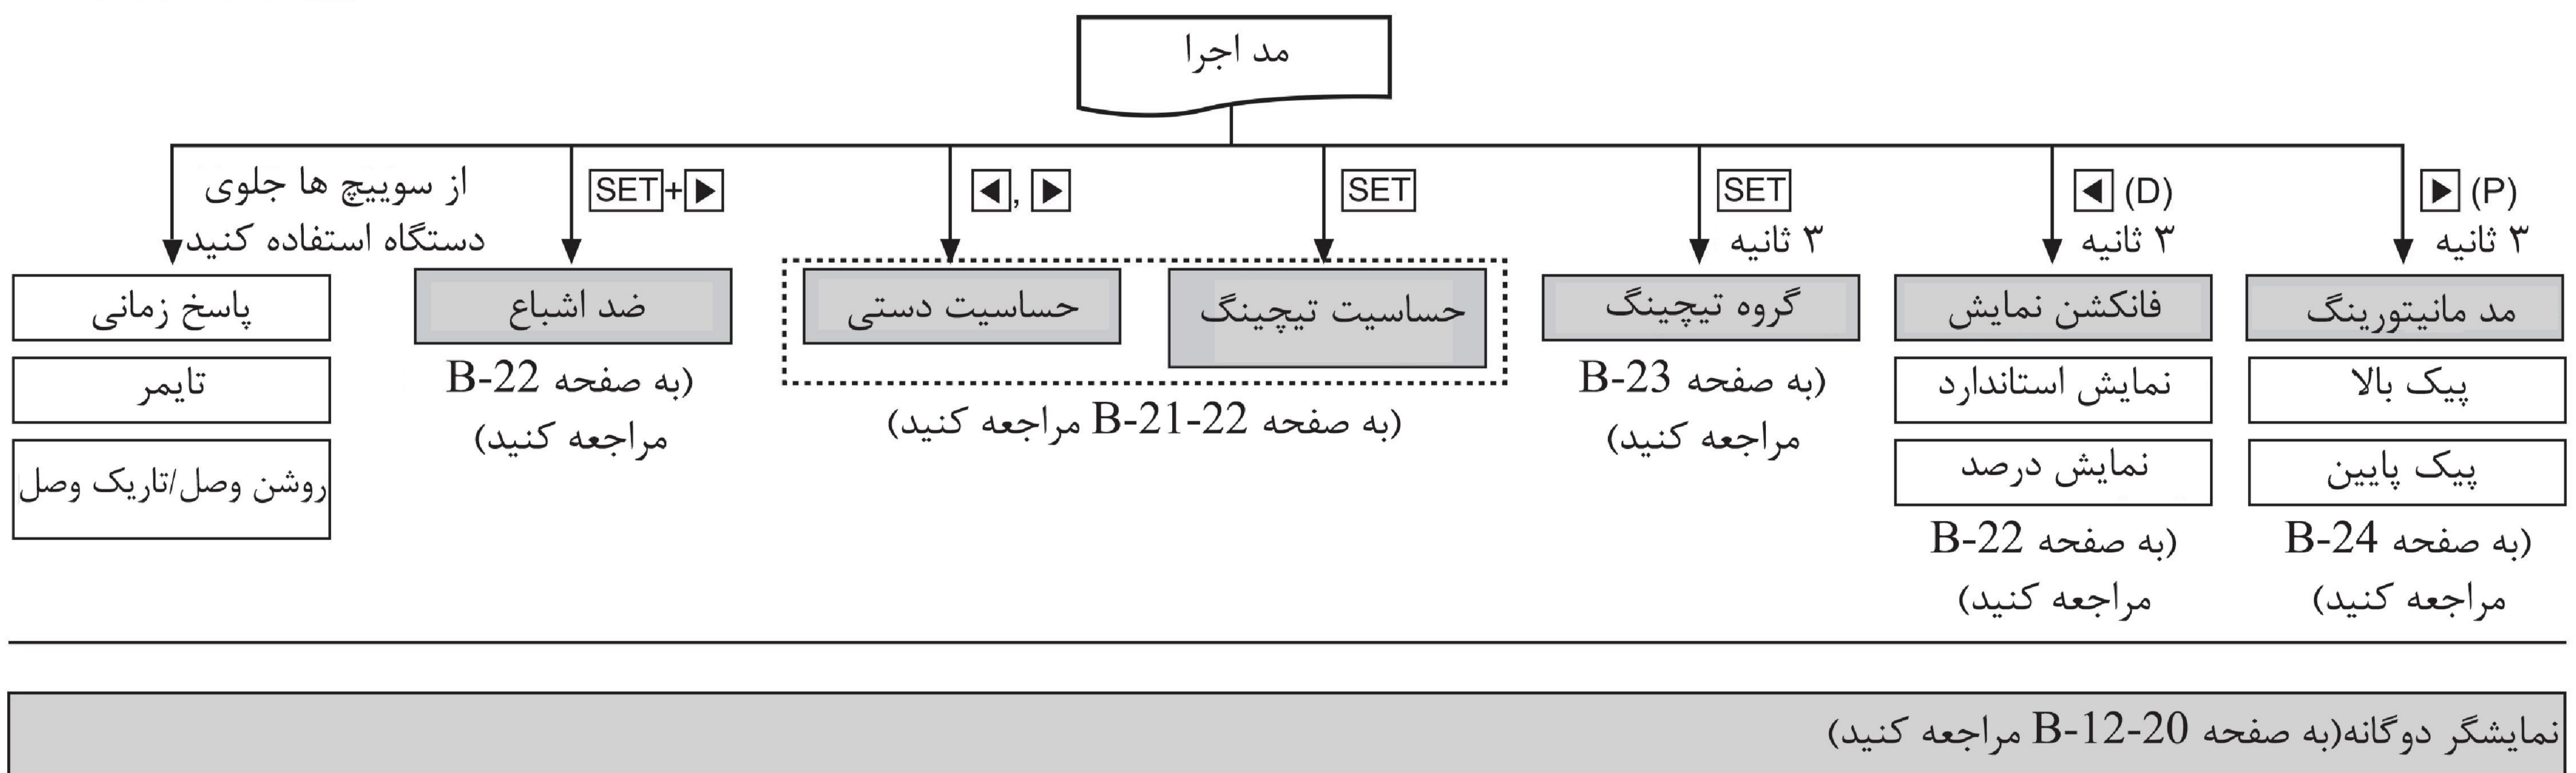 مد اجرا
از سوییچ ها جلوی
دستگاه استفاده کنید
پاسخ زمانی
تایمر
روشن وصل/تاریک وصل
SET+▶
ضد اشباع
(به صفحه B-22
مراجعه کنید)
◀, ▶
حساسیت دستی
SET
حساسیت تیچینگ
(به صفحه B-21-22 مراجعه کنید)
SET
۳ ثانیه
گروه تیچینگ
(به صفحه B-23
مراجعه کنید)
◀ (D)
۳ ثانیه
فانکشن نمایش
نمایش استاندارد
نمایش درصد
(به صفحه B-22
مراجعه کنید)
▶ (P)
۳ ثانیه
مد مانیتورینگ
پیک بالا
پیک پایین
(به صفحه B-24
مراجعه کنید)
نمایشگر دوگانه(به صفحه B-12-20 مراجعه کنید)